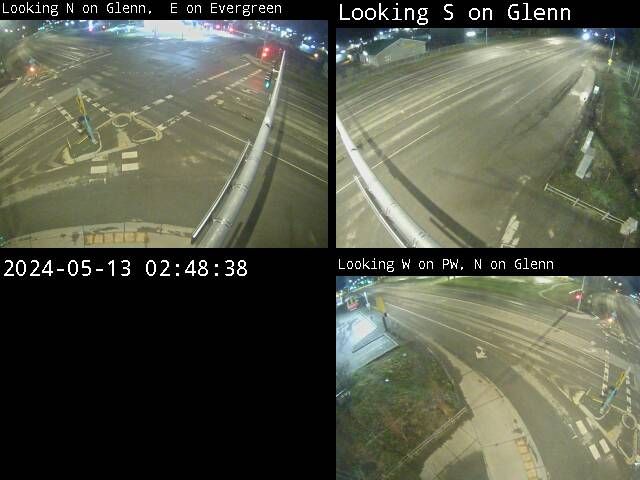 Looking N on Glenn, E on Evergreen
Looking S on Glenn
2024-05-13 02:48:38
Looking W on PW, N on Glenn